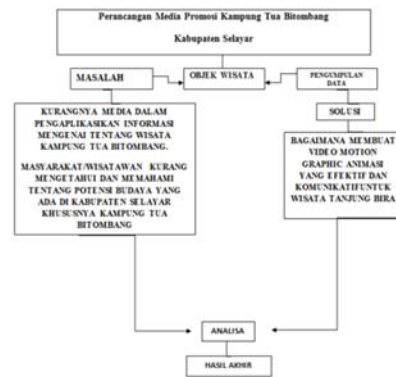 Perancangan Media Promosi Kampung Tua Bitombang
Kabupaten Selayar
MASALAH
OBJEK WISATA
PENGUMPULAN
DATA
KURANGNYA MEDIA DALAM
PENGAPLIKASIKAN INFORMASI
MENGENAI TENTANG WISATA
KAMPUNG TUA BITOMBANG.
MASYARAKAT/WISATAWAN KURANG
MENGETAHUI DAN MEMAHAMI
TENTANG POTENSI BUDAYA YANG
ADA DI KABUPATEN SELAYAR
KHUSUSNYA KAMPUNG TUA
BITOMBANG
SOLUSI
BAGAIMANA MEMBUAT
VIDEO MOTION
GRAPHIC ANIMASI
YANG EFEKTIF DAN
KOMUNIKATIFUNTUK
WISATA TANJUNG BIRA
ANALISA
HASIL AKHIR